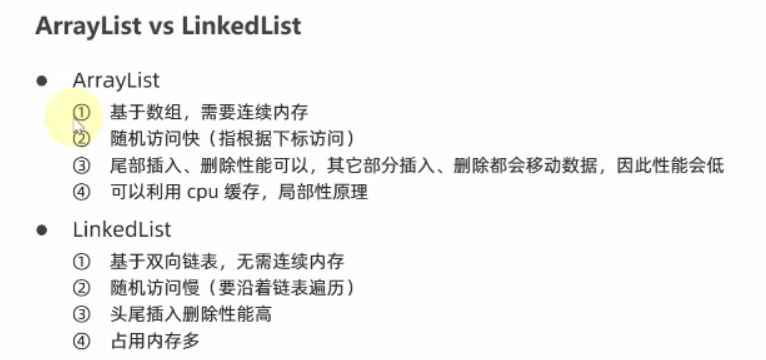 ArrayList vs LinkedList
● ArrayList
① 基于数组，需要连续内存
② 随机访问快（指根据下标访问）
③ 尾部插入、删除性能可以，其它部分插入、删除都会移动数据，因此性能会低
④ 可以利用 cpu 缓存，局部性原理
● LinkedList
① 基于双向链表，无需连续内存
② 随机访问慢（要沿着链表遍历）
③ 头尾插入删除性能高
④ 占用内存多